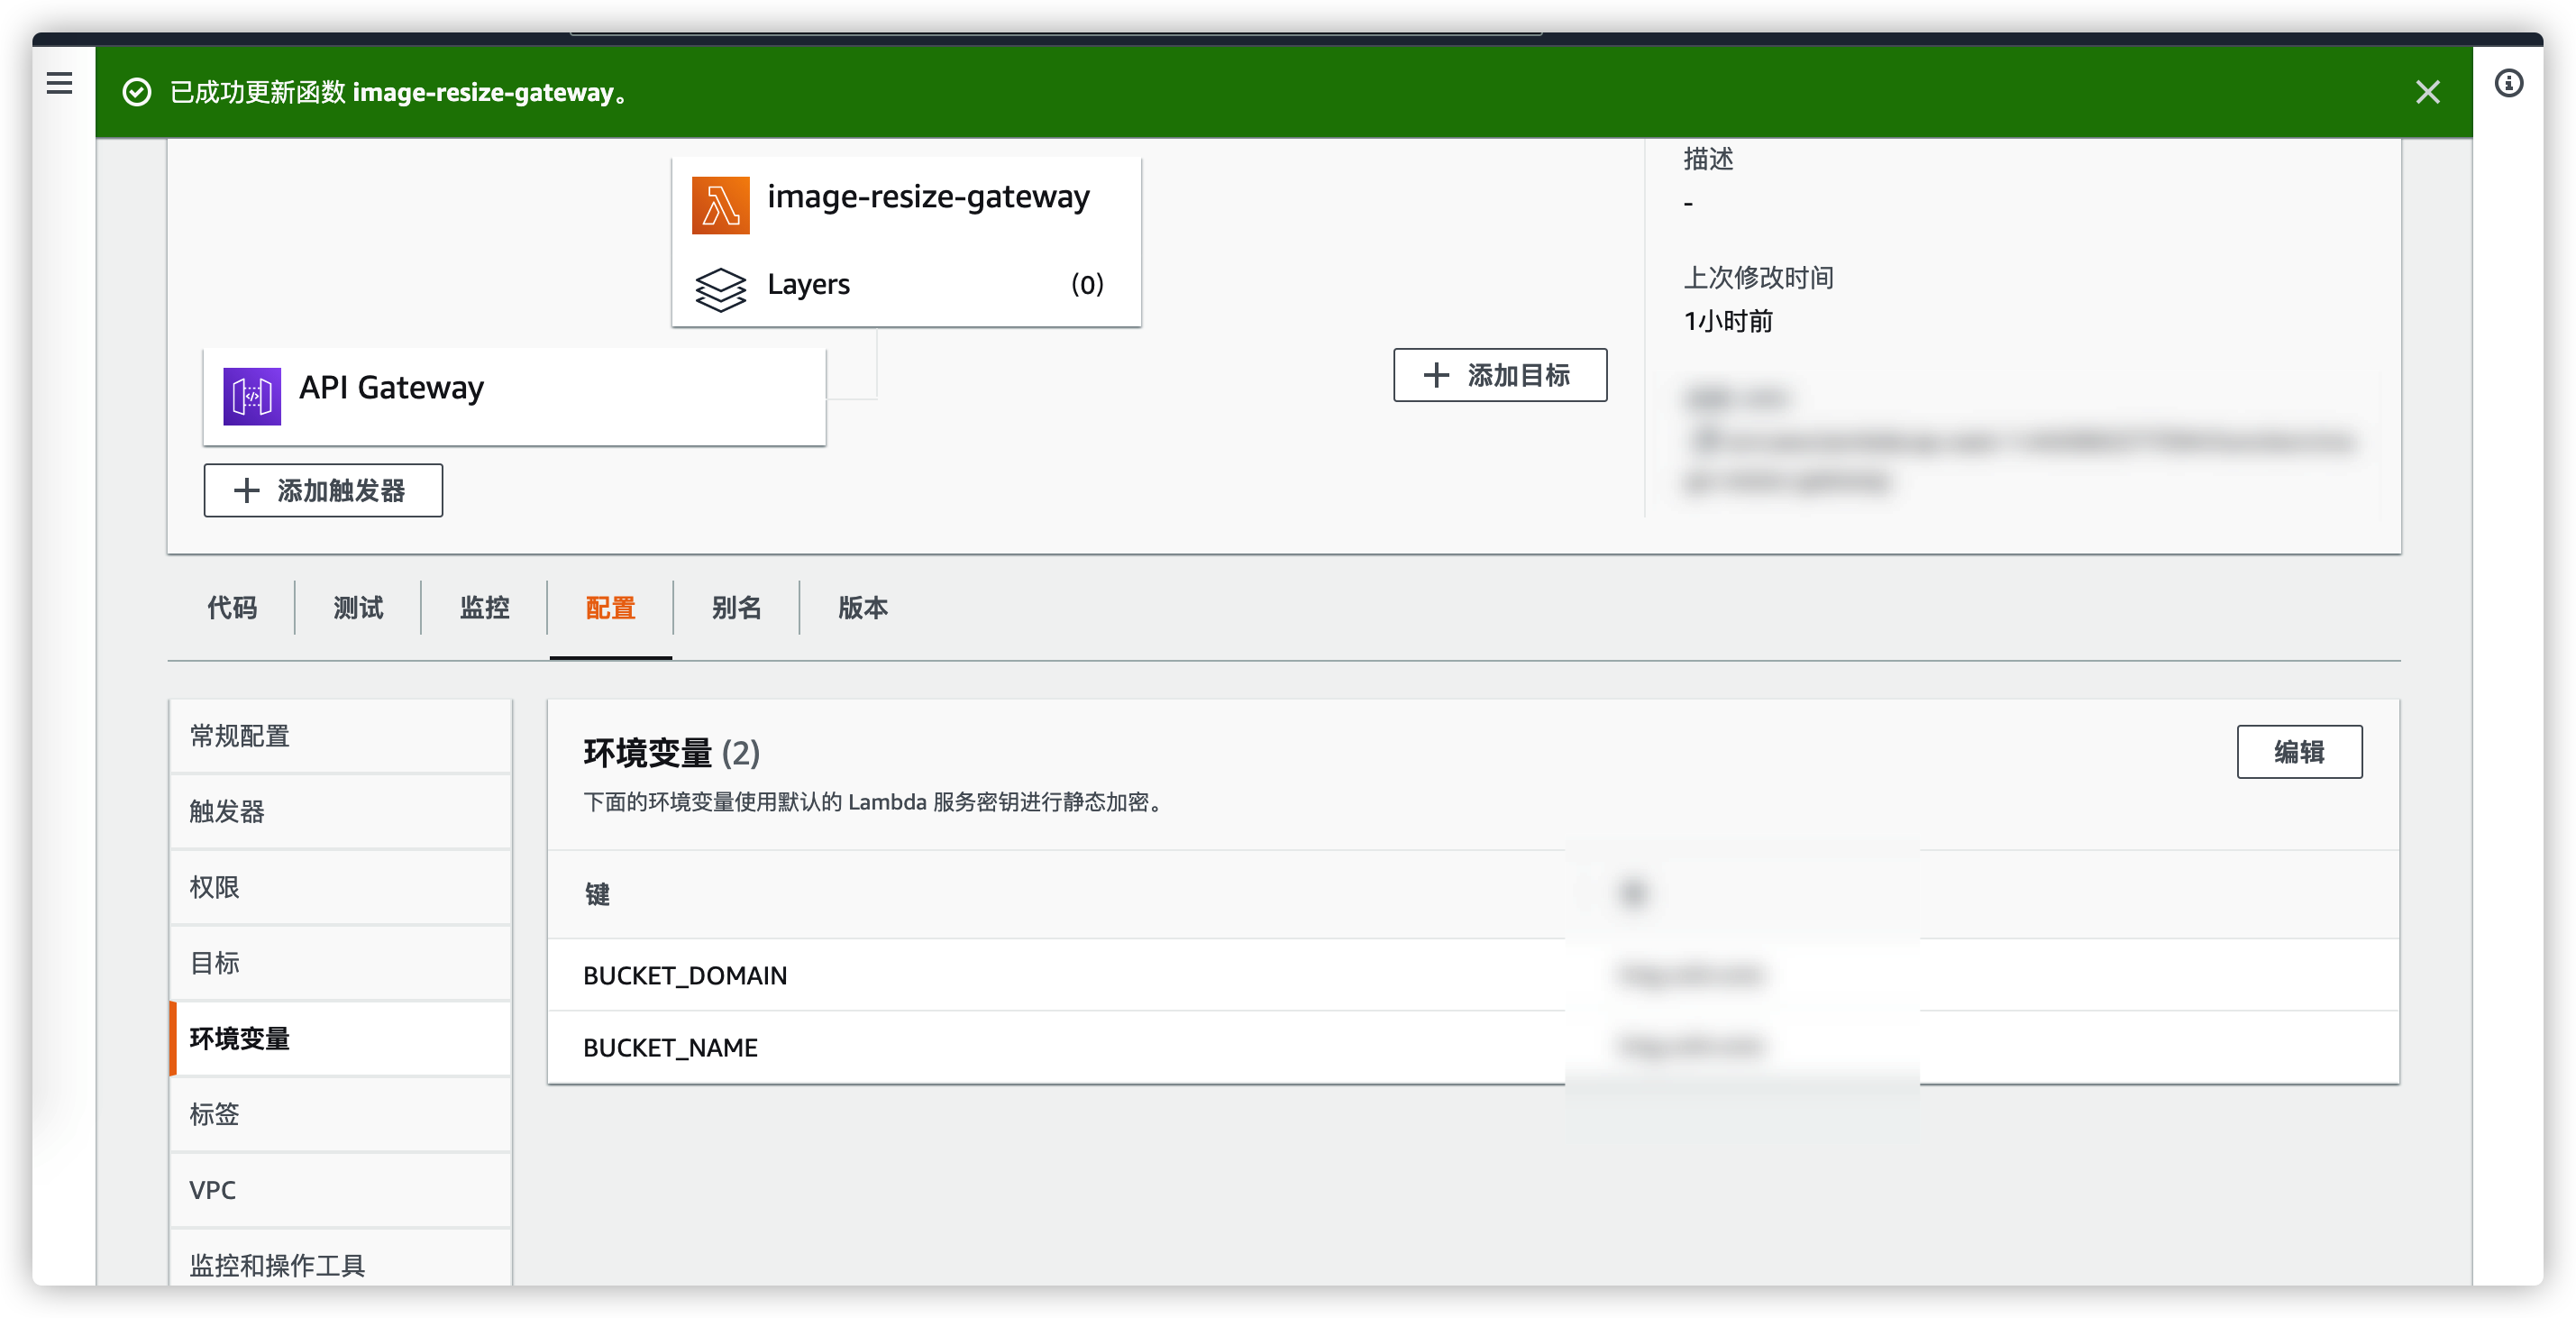 已成功更新函数 image-resize-gateway。
image-resize-gateway
Layers (0)
API Gateway
添加触发器
添加目标
描述
-
上次修改时间
1小时前
代码 测试 监控 配置 别名 版本
常规配置
触发器
权限
目标
环境变量
标签
VPC
监控和操作工具
环境变量 (2)
编辑
下面的环境变量使用默认的 Lambda 服务密钥进行静态加密。
键
BUCKET_DOMAIN
BUCKET_NAME